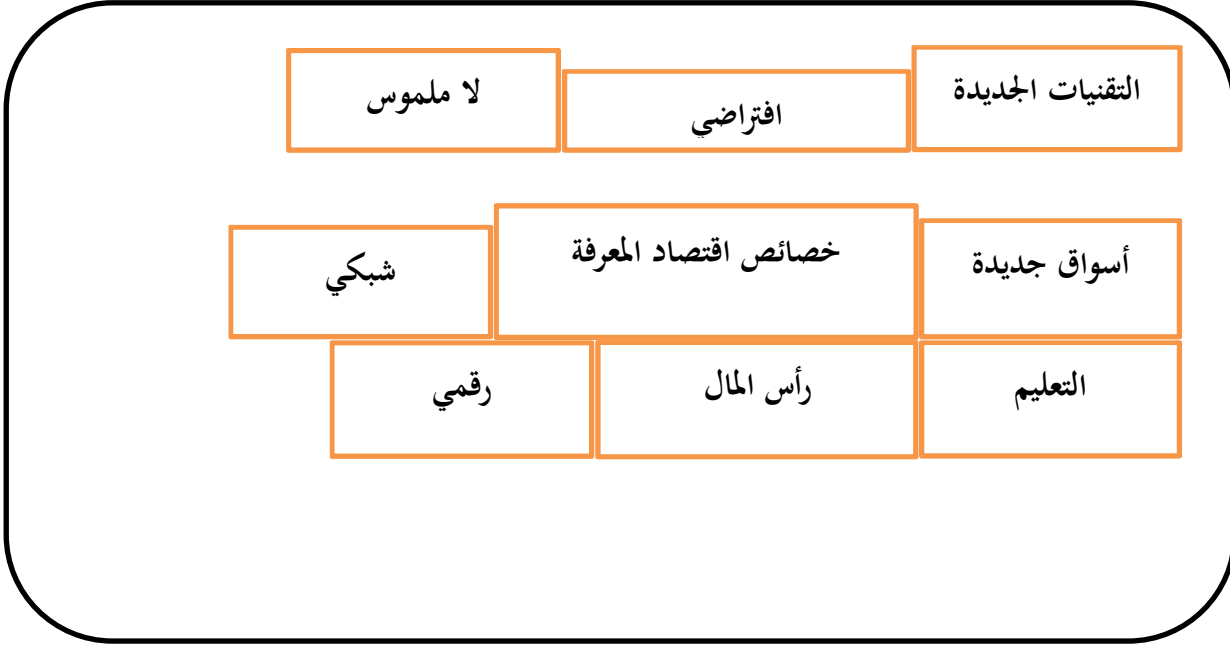 التقنيات الجديدة
افتراضي
لا ملموس
أسواق جديدة
خصائص اقتصاد المعرفة
شبكي
التعليم
رأس المال
رقمي